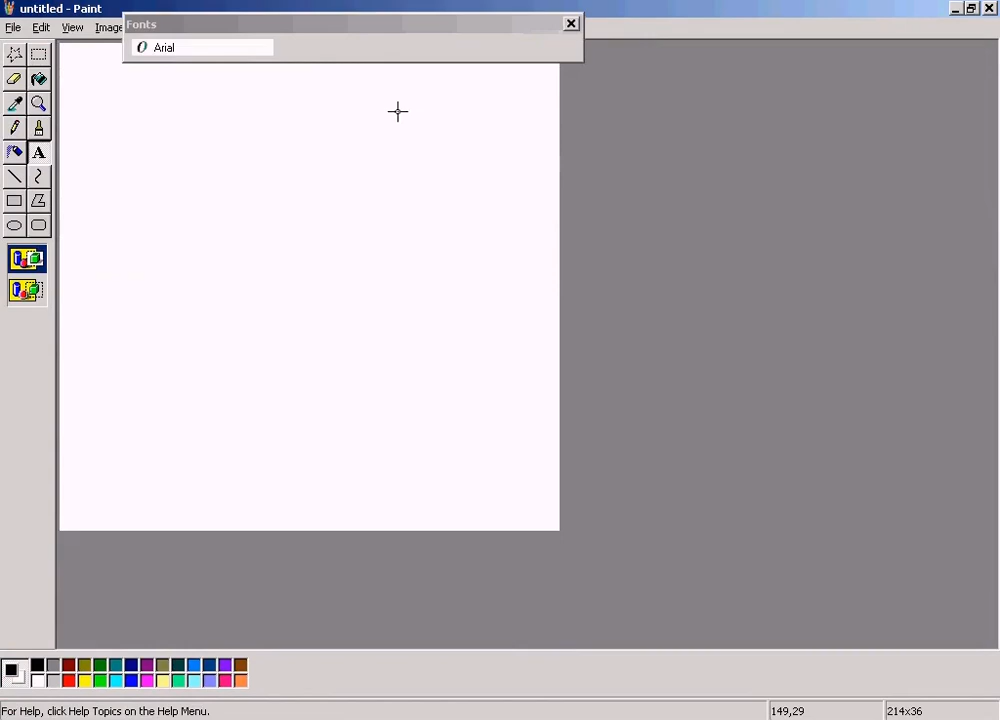 untitled - Paint
Fonts
File Edit View Image
O Arial
A
For Help, click Help Topics on the Help Menu.
149,29
214x36